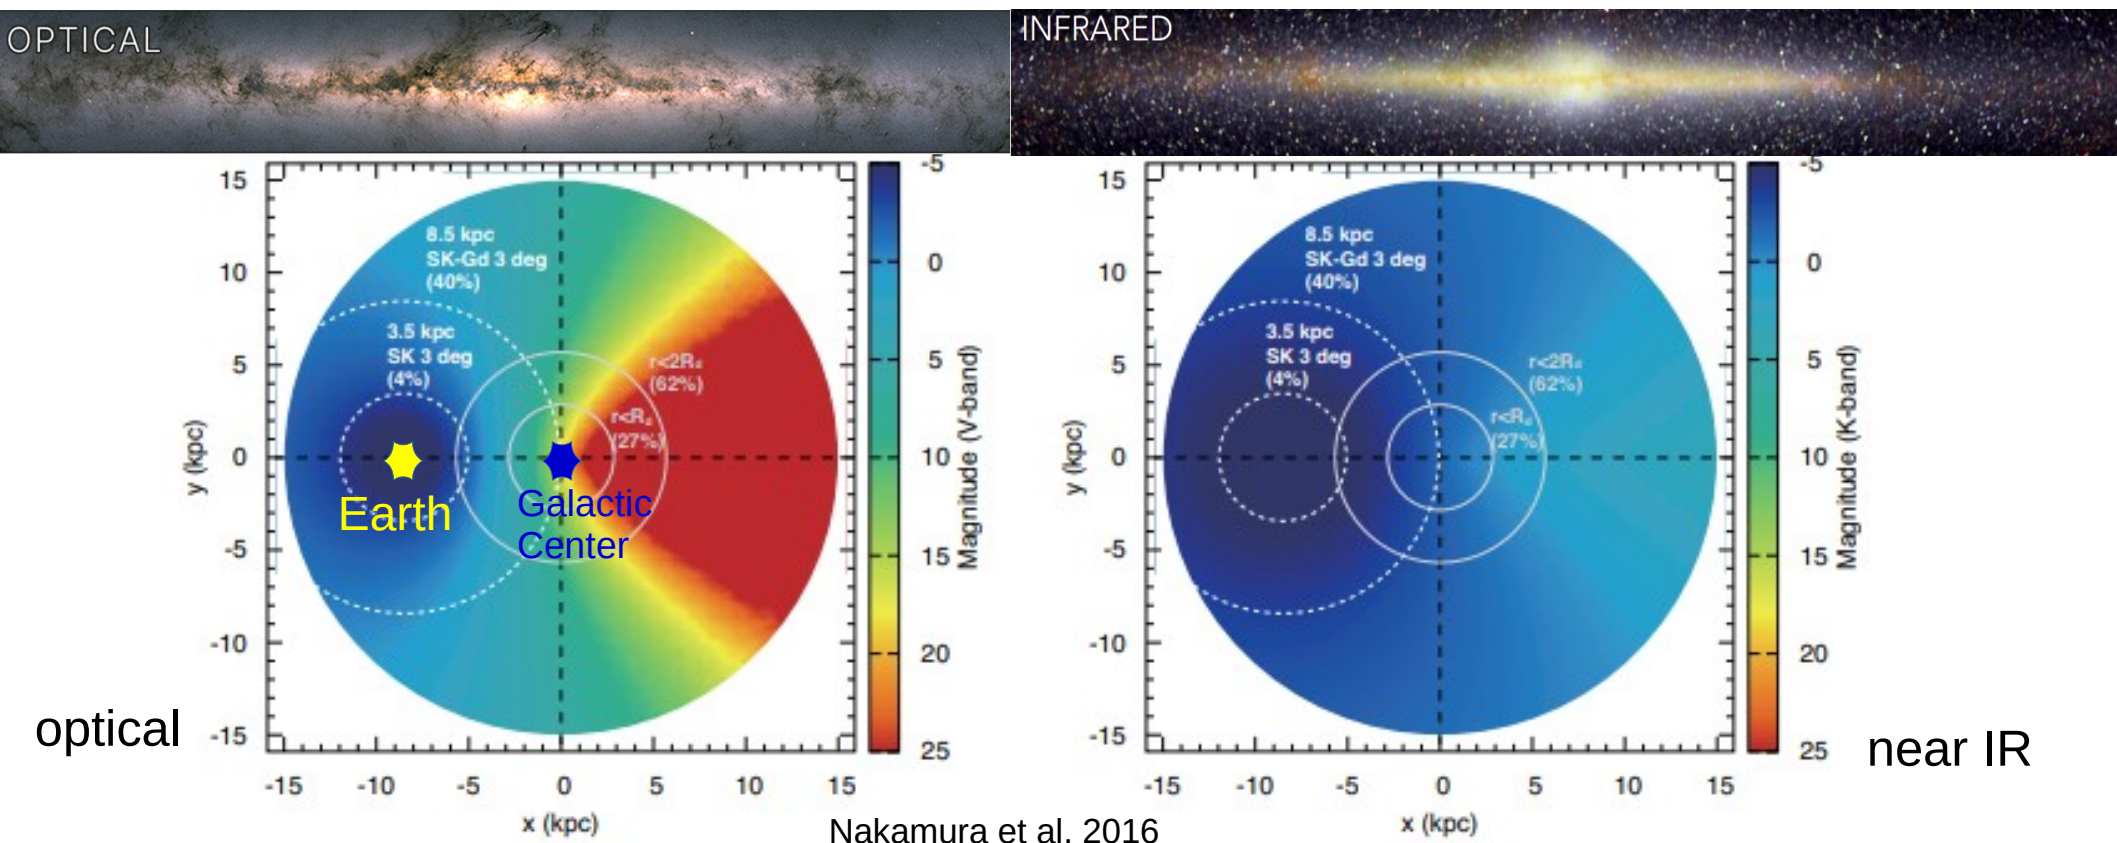 OPTICAL
INFRARED
15
10
5
0
-5
-10
-15
y (kpc)
8.5 kpc
SK-Gd 3 deg
(40%)
3.5 kpc
SK 3 deg
(4%)
r<2Rd
(62%)
r<Rd
(27%)
Earth
Galactic
Center
-15 -10 -5 0 5 10 15
x (kpc)
-5
0
5
10
15
20
25
Magnitude (V-band)
optical
15
10
5
0
-5
-10
-15
y (kpc)
8.5 kpc
SK-Gd 3 deg
(40%)
3.5 kpc
SK 3 deg
(4%)
r<2Rd
(62%)
r<Rd
(27%)
-15 -10 -5 0 5 10 15
x (kpc)
-5
0
5
10
15
20
25
Magnitude (K-band)
near IR
Nakamura et al. 2016